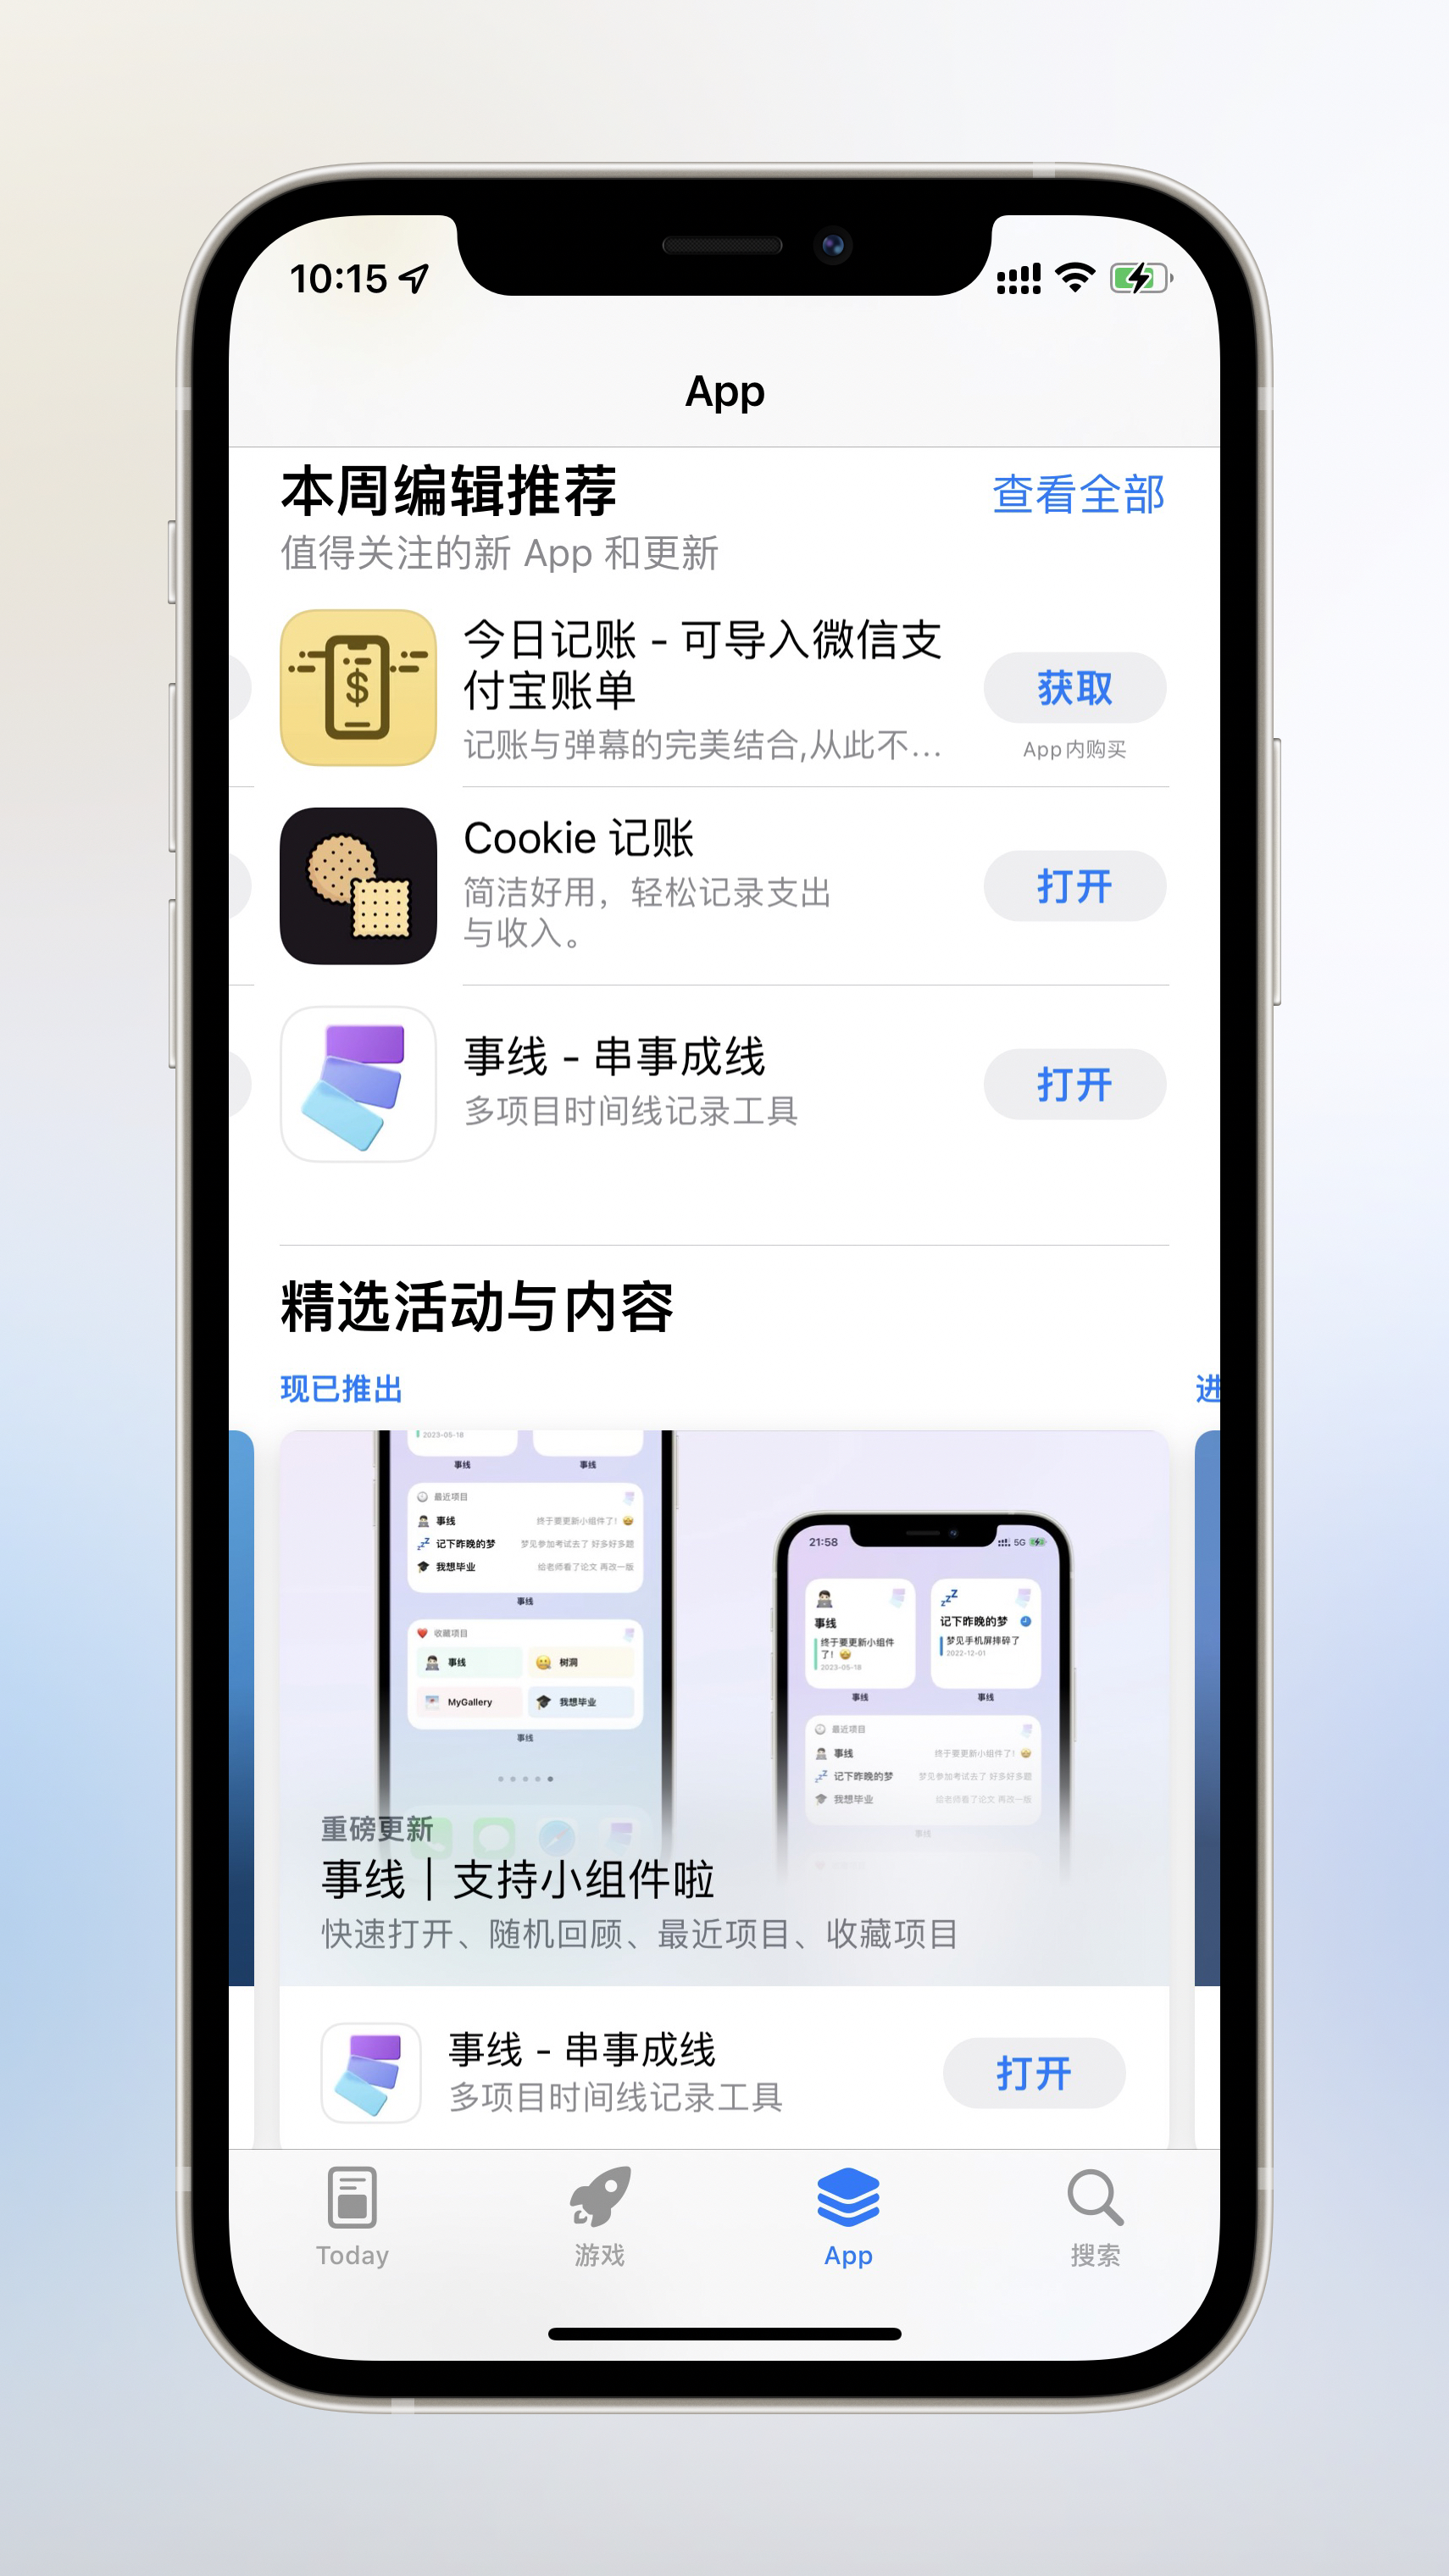 10:15
App
本周编辑推荐
查看全部
值得关注的新 App 和更新
今日记账 - 可导入微信支
付宝账单
记账与弹幕的完美结合,从此不...
获取
App 内购买
Cookie 记账
简洁好用，轻松记录支出
与收入。
打开
事线 - 串事成线
多项目时间线记录工具
打开
精选活动与内容
现已推出
进
2023-05-18
事线
事线
最近项目
事线
终于要更新小组件了!
记下昨晚的梦
梦见参加考试去了 好多好多题
我想毕业
给老师看了论文 再改一版
事线
收藏项目
事线
树洞
MyGallery
我想毕业
事线
21:58
5G
事线
终于要更新小组件
了!
2023-05-18
事线
记下昨晚的梦
梦见手机屏摔碎了
2022-12-01
事线
最近项目
事线
终于要更新小组件了!
记下昨晚的梦
梦见参加考试去了 好多好多题
我想毕业
给老师看了论文 再改一版
事线
重磅更新
事线｜支持小组件啦
快速打开、随机回顾、最近项目、收藏项目
事线 - 串事成线
多项目时间线记录工具
打开
Today
游戏
App
搜索